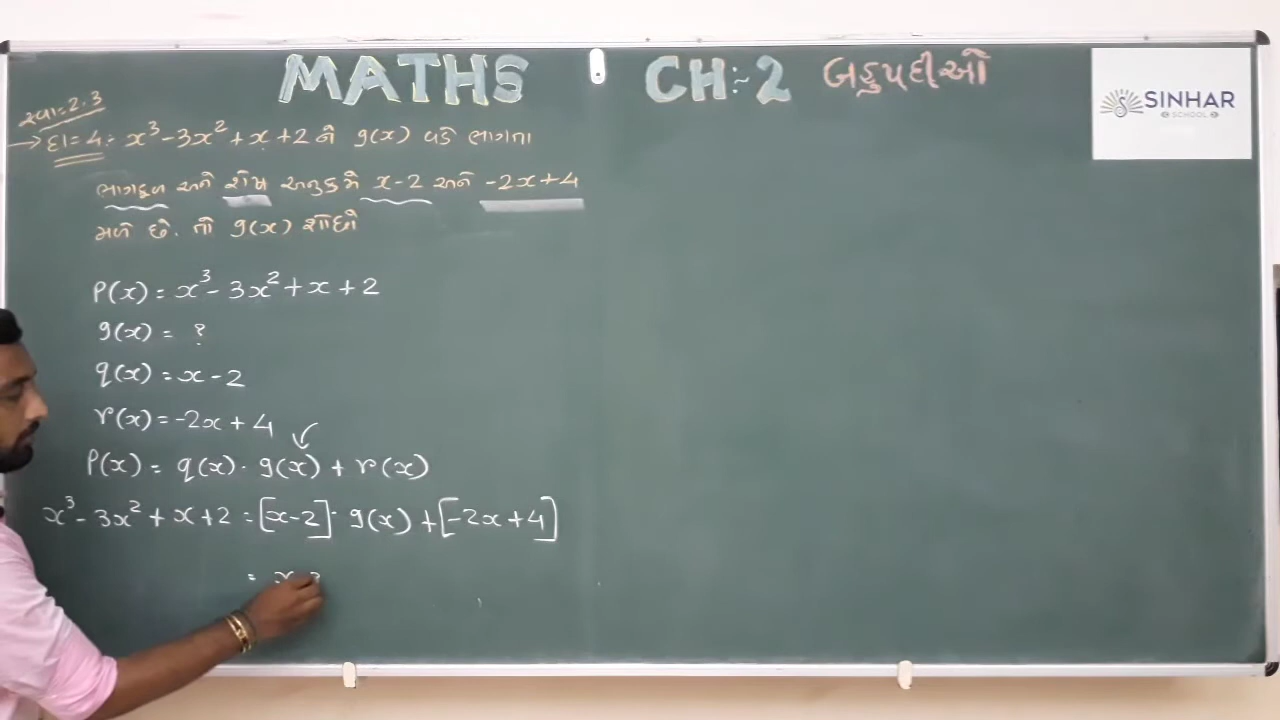 MATHS CH:-2 બહુપદીઓ
SINHAR
SCHOOL
સ્વા=2.3
→ દા=4:- x³-3x²+x+2 ને g(x) વડે ભાગતા
ભાગફળ અને શેષ અનુક્રમે x-2 અને -2x+4
મળે છે. તો g(x) શોધો
P(x) = x³-3x²+x+2
g(x) = ?
q(x) = x-2
r(x) = -2x+4
P(x) = q(x)·g(x)+r(x)
x³-3x²+x+2 = [x-2]·g(x)+[-2x+4]
= x-2